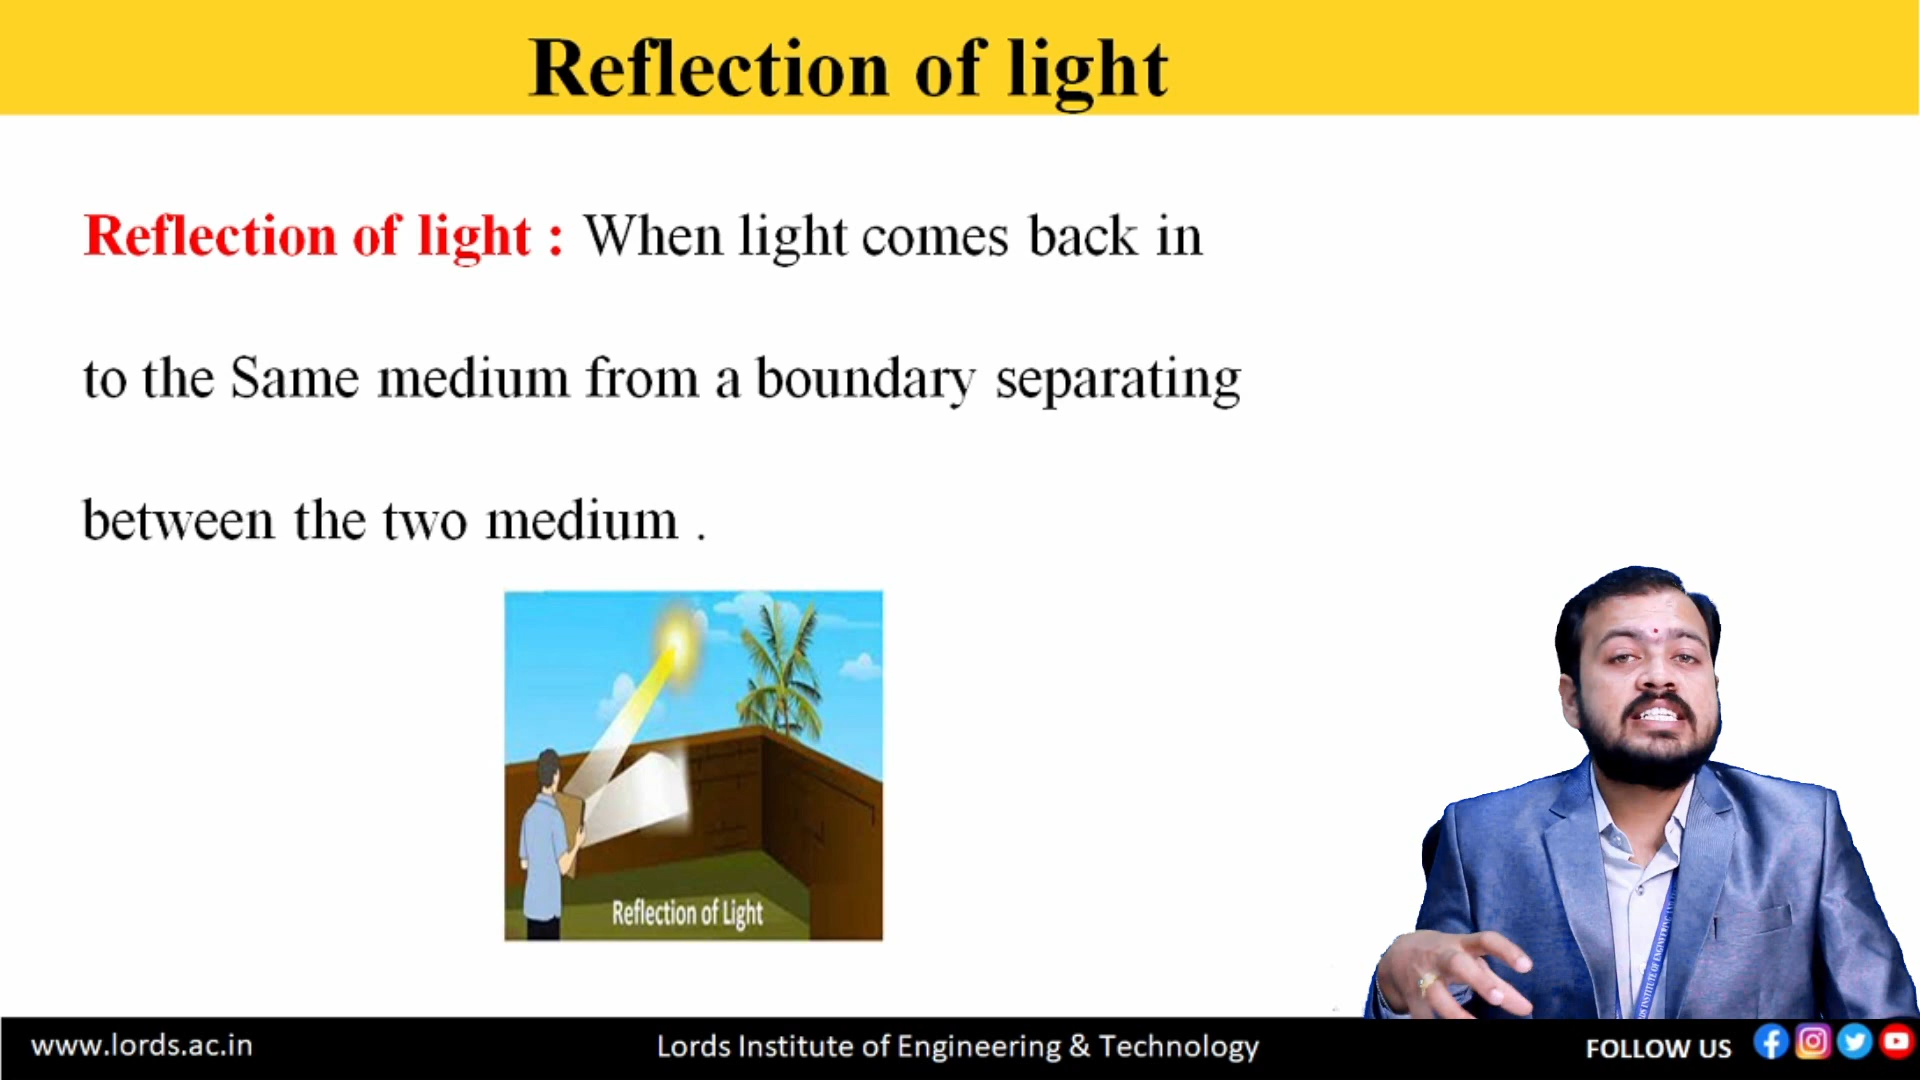 Reflection of light
Reflection of light : When light comes back in
to the Same medium from a boundary separating
between the two medium .
Reflection of Light
www.lords.ac.in
Lords Institute of Engineering & Technology
FOLLOW US